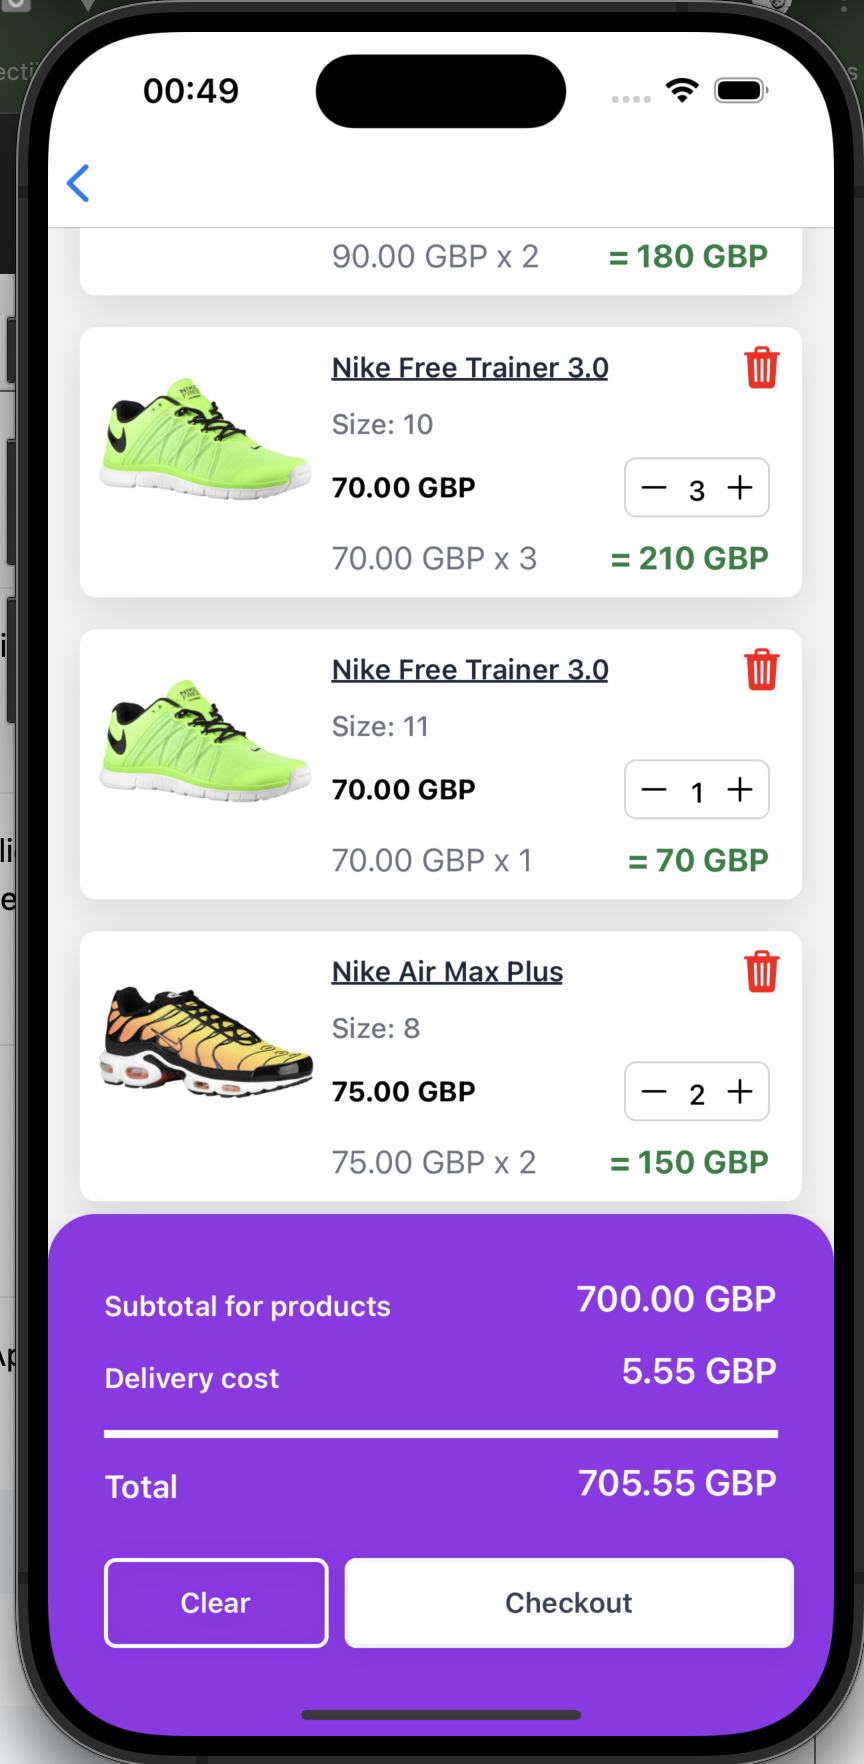 00:49
90.00 GBP x 2 = 180 GBP
Nike Free Trainer 3.0
Size: 10
70.00 GBP
3
70.00 GBP x 3 = 210 GBP
Nike Free Trainer 3.0
Size: 11
70.00 GBP
1
70.00 GBP x 1 = 70 GBP
Nike Air Max Plus
Size: 8
75.00 GBP
2
75.00 GBP x 2 = 150 GBP
Subtotal for products 700.00 GBP
Delivery cost 5.55 GBP
Total 705.55 GBP
Clear Checkout